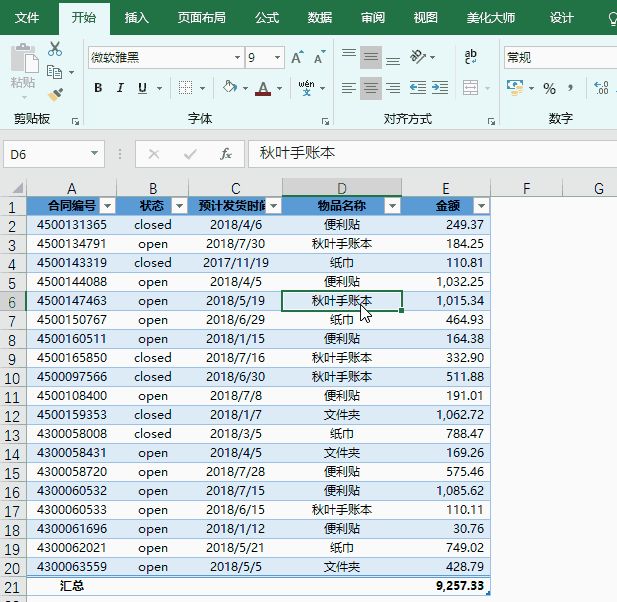 文件 开始 插入 页面布局 公式 数据 审阅 视图 美化大师 设计
微软雅黑 9 A A 常规
粘贴 B I U A wén 文 ab % , .00
剪贴板 字体 对齐方式 数字
D6 fx 秋叶手账本
A B C D E F G
1 合同编号 状态 预计发货时间 物品名称 金额
2 4500131365 closed 2018/4/6 便利贴 249.37
3 4500134791 open 2018/7/30 秋叶手账本 184.25
4 4500143319 closed 2017/11/19 纸巾 110.81
5 4500144088 open 2018/4/5 便利贴 1,032.25
6 4500147463 open 2018/5/19 秋叶手账本 1,015.34
7 4500150767 open 2018/6/29 纸巾 464.93
8 4500160511 open 2018/1/15 便利贴 164.38
9 4500165850 closed 2018/7/16 秋叶手账本 332.90
10 4500097566 closed 2018/6/30 秋叶手账本 511.88
11 4500108400 open 2018/7/8 便利贴 191.01
12 4500159353 closed 2018/1/7 文件夹 1,062.72
13 4300058008 closed 2018/3/5 纸巾 788.47
14 4300058431 open 2018/4/5 文件夹 169.26
15 4300058720 open 2018/7/28 便利贴 575.46
16 4300060532 open 2018/7/15 便利贴 1,085.62
17 4300060533 open 2018/6/15 秋叶手账本 110.11
18 4300061696 open 2018/1/12 便利贴 30.76
19 4300062021 open 2018/5/21 纸巾 749.02
20 4300063559 open 2018/5/5 文件夹 428.79
21 汇总 9,257.33